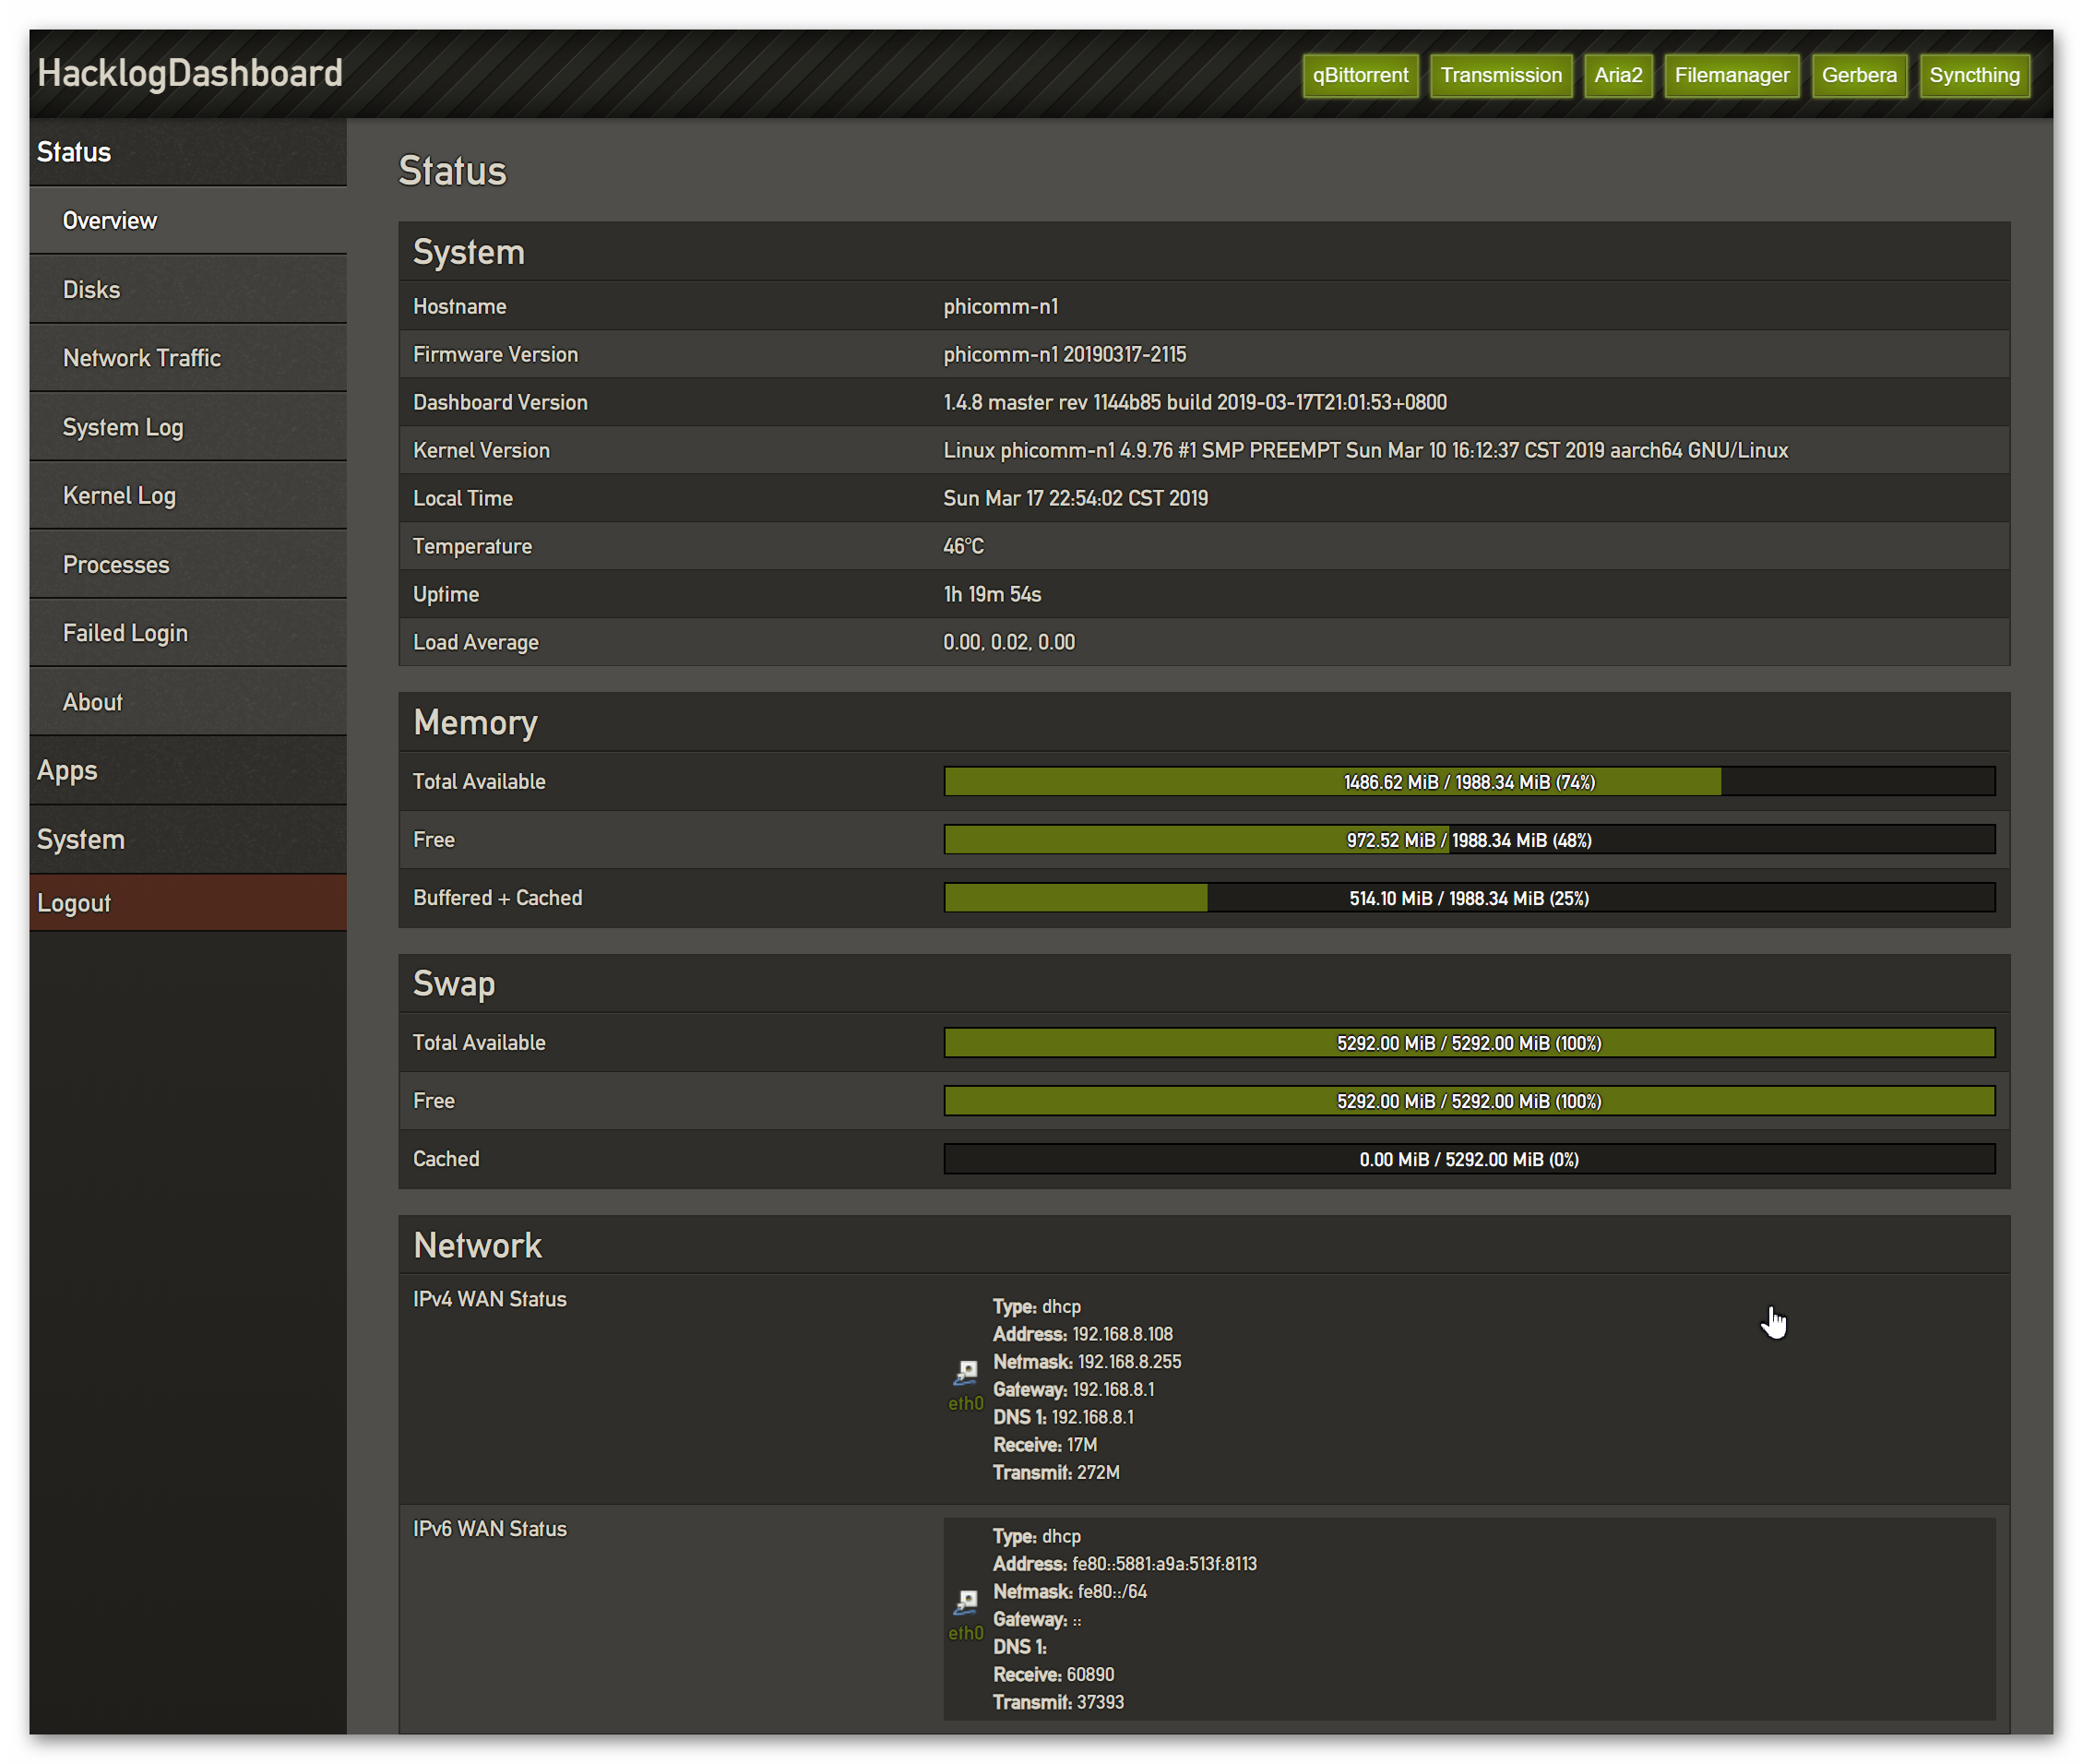 HacklogDashboard
qBittorrent Transmission Aria2 Filemanager Gerbera Syncthing
Status
Overview
Disks
Network Traffic
System Log
Kernel Log
Processes
Failed Login
About
Apps
System
Logout
Status
System
Hostname phicomm-n1
Firmware Version phicomm-n1 20190317-2115
Dashboard Version 1.4.8 master rev 1144b85 build 2019-03-17T21:01:53+0800
Kernel Version Linux phicomm-n1 4.9.76 #1 SMP PREEMPT Sun Mar 10 16:12:37 CST 2019 aarch64 GNU/Linux
Local Time Sun Mar 17 22:54:02 CST 2019
Temperature 46°C
Uptime 1h 19m 54s
Load Average 0.00, 0.02, 0.00
Memory
Total Available 1486.62 MiB / 1988.34 MiB (74%)
Free 972.52 MiB / 1988.34 MiB (48%)
Buffered + Cached 514.10 MiB / 1988.34 MiB (25%)
Swap
Total Available 5292.00 MiB / 5292.00 MiB (100%)
Free 5292.00 MiB / 5292.00 MiB (100%)
Cached 0.00 MiB / 5292.00 MiB (0%)
Network
IPv4 WAN Status
eth0
Type: dhcp
Address: 192.168.8.108
Netmask: 192.168.8.255
Gateway: 192.168.8.1
DNS 1: 192.168.8.1
Receive: 17M
Transmit: 272M
IPv6 WAN Status
eth0
Type: dhcp
Address: fe80::5881:a9a:513f:8113
Netmask: fe80::/64
Gateway: ::
DNS 1:
Receive: 60890
Transmit: 37393